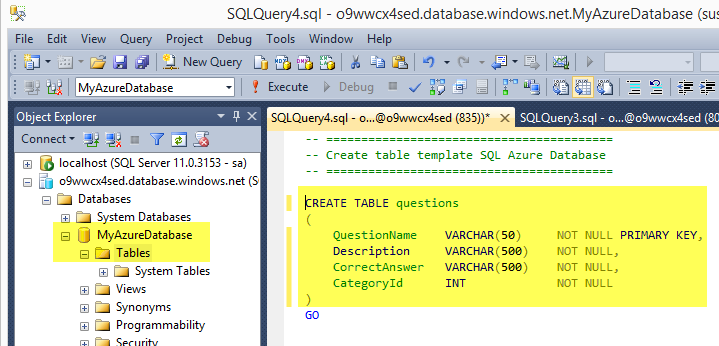 SQLQuery4.sql - o9wwcx4sed.database.windows.net.MyAzureDatabase (sus
File Edit View Query Project Debug Tools Window Help
New Query
MyAzureDatabase Execute Debug
Object Explorer
Connect
localhost (SQL Server 11.0.3153 - sa)
o9wwcx4sed.database.windows.net (S
Databases
System Databases
MyAzureDatabase
Tables
System Tables
Views
Synonyms
Programmability
Security
SQLQuery4.sql - o...@o9wwcx4sed (835))* SQLQuery3.sql - o...@o9wwcx4sed (80
-- =========================================
-- Create table template SQL Azure Database
-- =========================================
CREATE TABLE questions
(
QuestionName VARCHAR(50) NOT NULL PRIMARY KEY,
Description VARCHAR(500) NOT NULL,
CorrectAnswer VARCHAR(500) NOT NULL,
CategoryId INT NOT NULL
)
GO